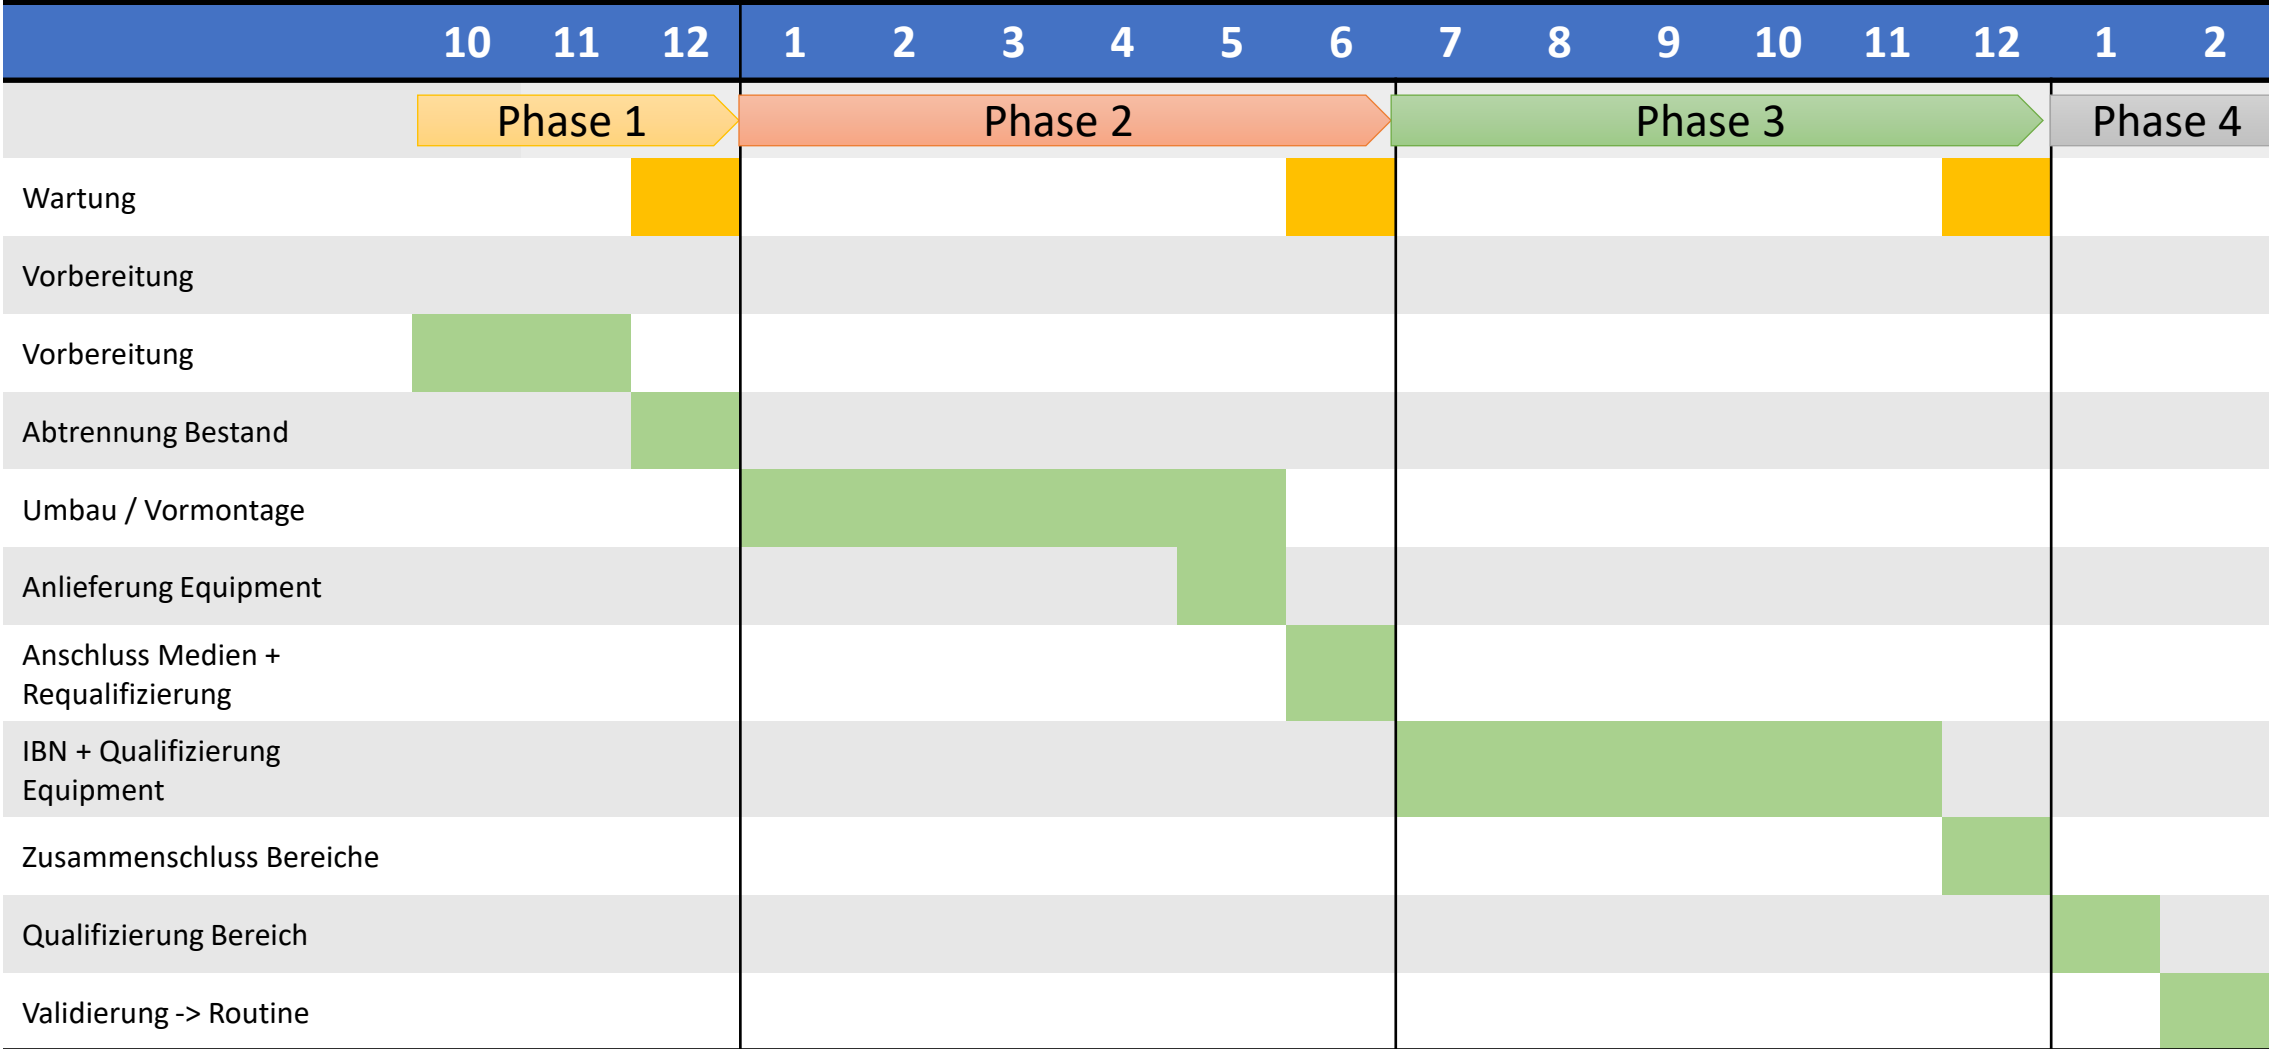 10 11 12 1 2 3 4 5 6 7 8 9 10 11 12 1 2
Phase 1 Phase 2 Phase 3 Phase 4
Wartung
Vorbereitung
Vorbereitung
Abtrennung Bestand
Umbau / Vormontage
Anlieferung Equipment
Anschluss Medien +
Requalifizierung
IBN + Qualifizierung
Equipment
Zusammenschluss Bereiche
Qualifizierung Bereich
Validierung -> Routine